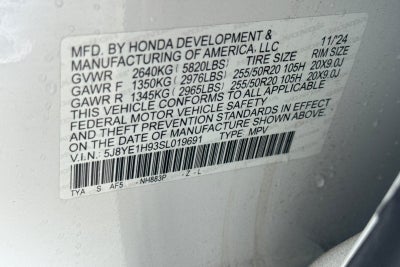 MFD. BY HONDA DEVELOPMENT &
MANUFACTURING OF AMERICA, LLC 11/24
GVWR 2640KG (5820LBS) TIRE SIZE RIM SIZE
GAWR F 1350KG (2976LBS) 255/50R20 105H 20X9.0J
GAWR R 1345KG (2965LBS) 255/50R20 105H 20X9.0J
THIS VEHICLE CONFORMS TO ALL APPLICABLE
FEDERAL MOTOR VEHICLE SAFETY
AND BUMPER STANDARDS IN EFFECT
ON THE DATE OF MANUFACTURE SHOWN ABOVE.
V.I.N.: 5J8YE1H93SL019691 TYPE: MPV
TYA S AF5 - NH883P - Z - L